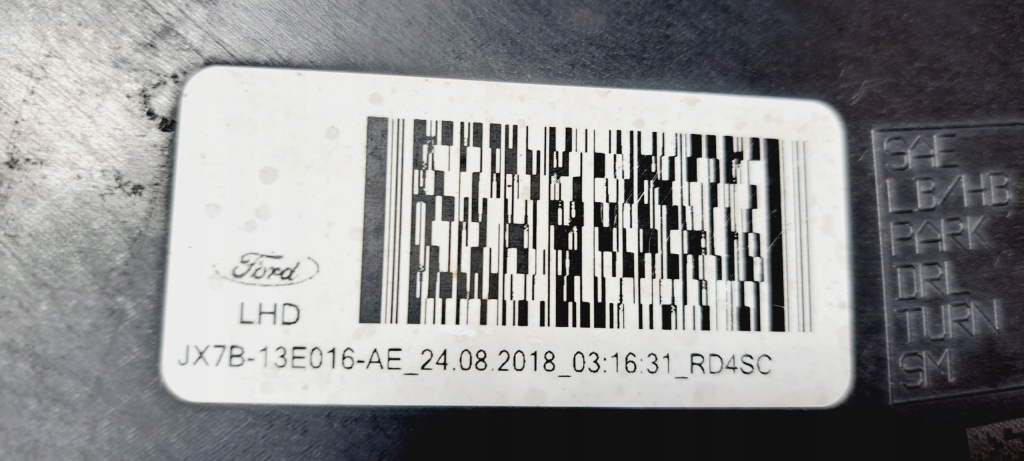 Ford
LHD
JX7B-13E016-AE_24.08.2018_03:16:31_RD4SC
SAE
LB/HB
PARK
DRL
TURN
SM